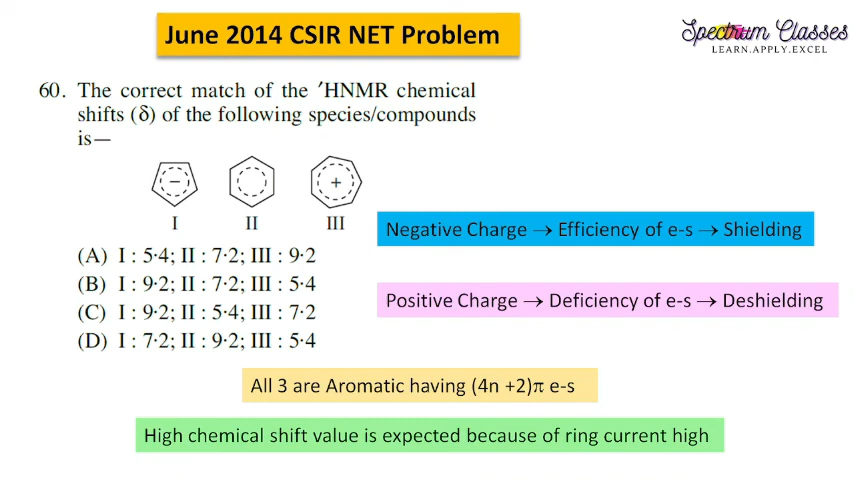 June 2014 CSIR NET Problem
Spectrum Classes
LEARN.APPLY.EXCEL
60. The correct match of the ′HNMR chemical
shifts (δ) of the following species/compounds
is—
− + 
I II III
(A) I : 5·4; II : 7·2; III : 9·2
(B) I : 9·2; II : 7·2; III : 5·4
(C) I : 9·2; II : 5·4; III : 7·2
(D) I : 7·2; II : 9·2; III : 5·4
Negative Charge → Efficiency of e-s → Shielding
Positive Charge → Deficiency of e-s → Deshielding
All 3 are Aromatic having (4n +2)π e-s
High chemical shift value is expected because of ring current high